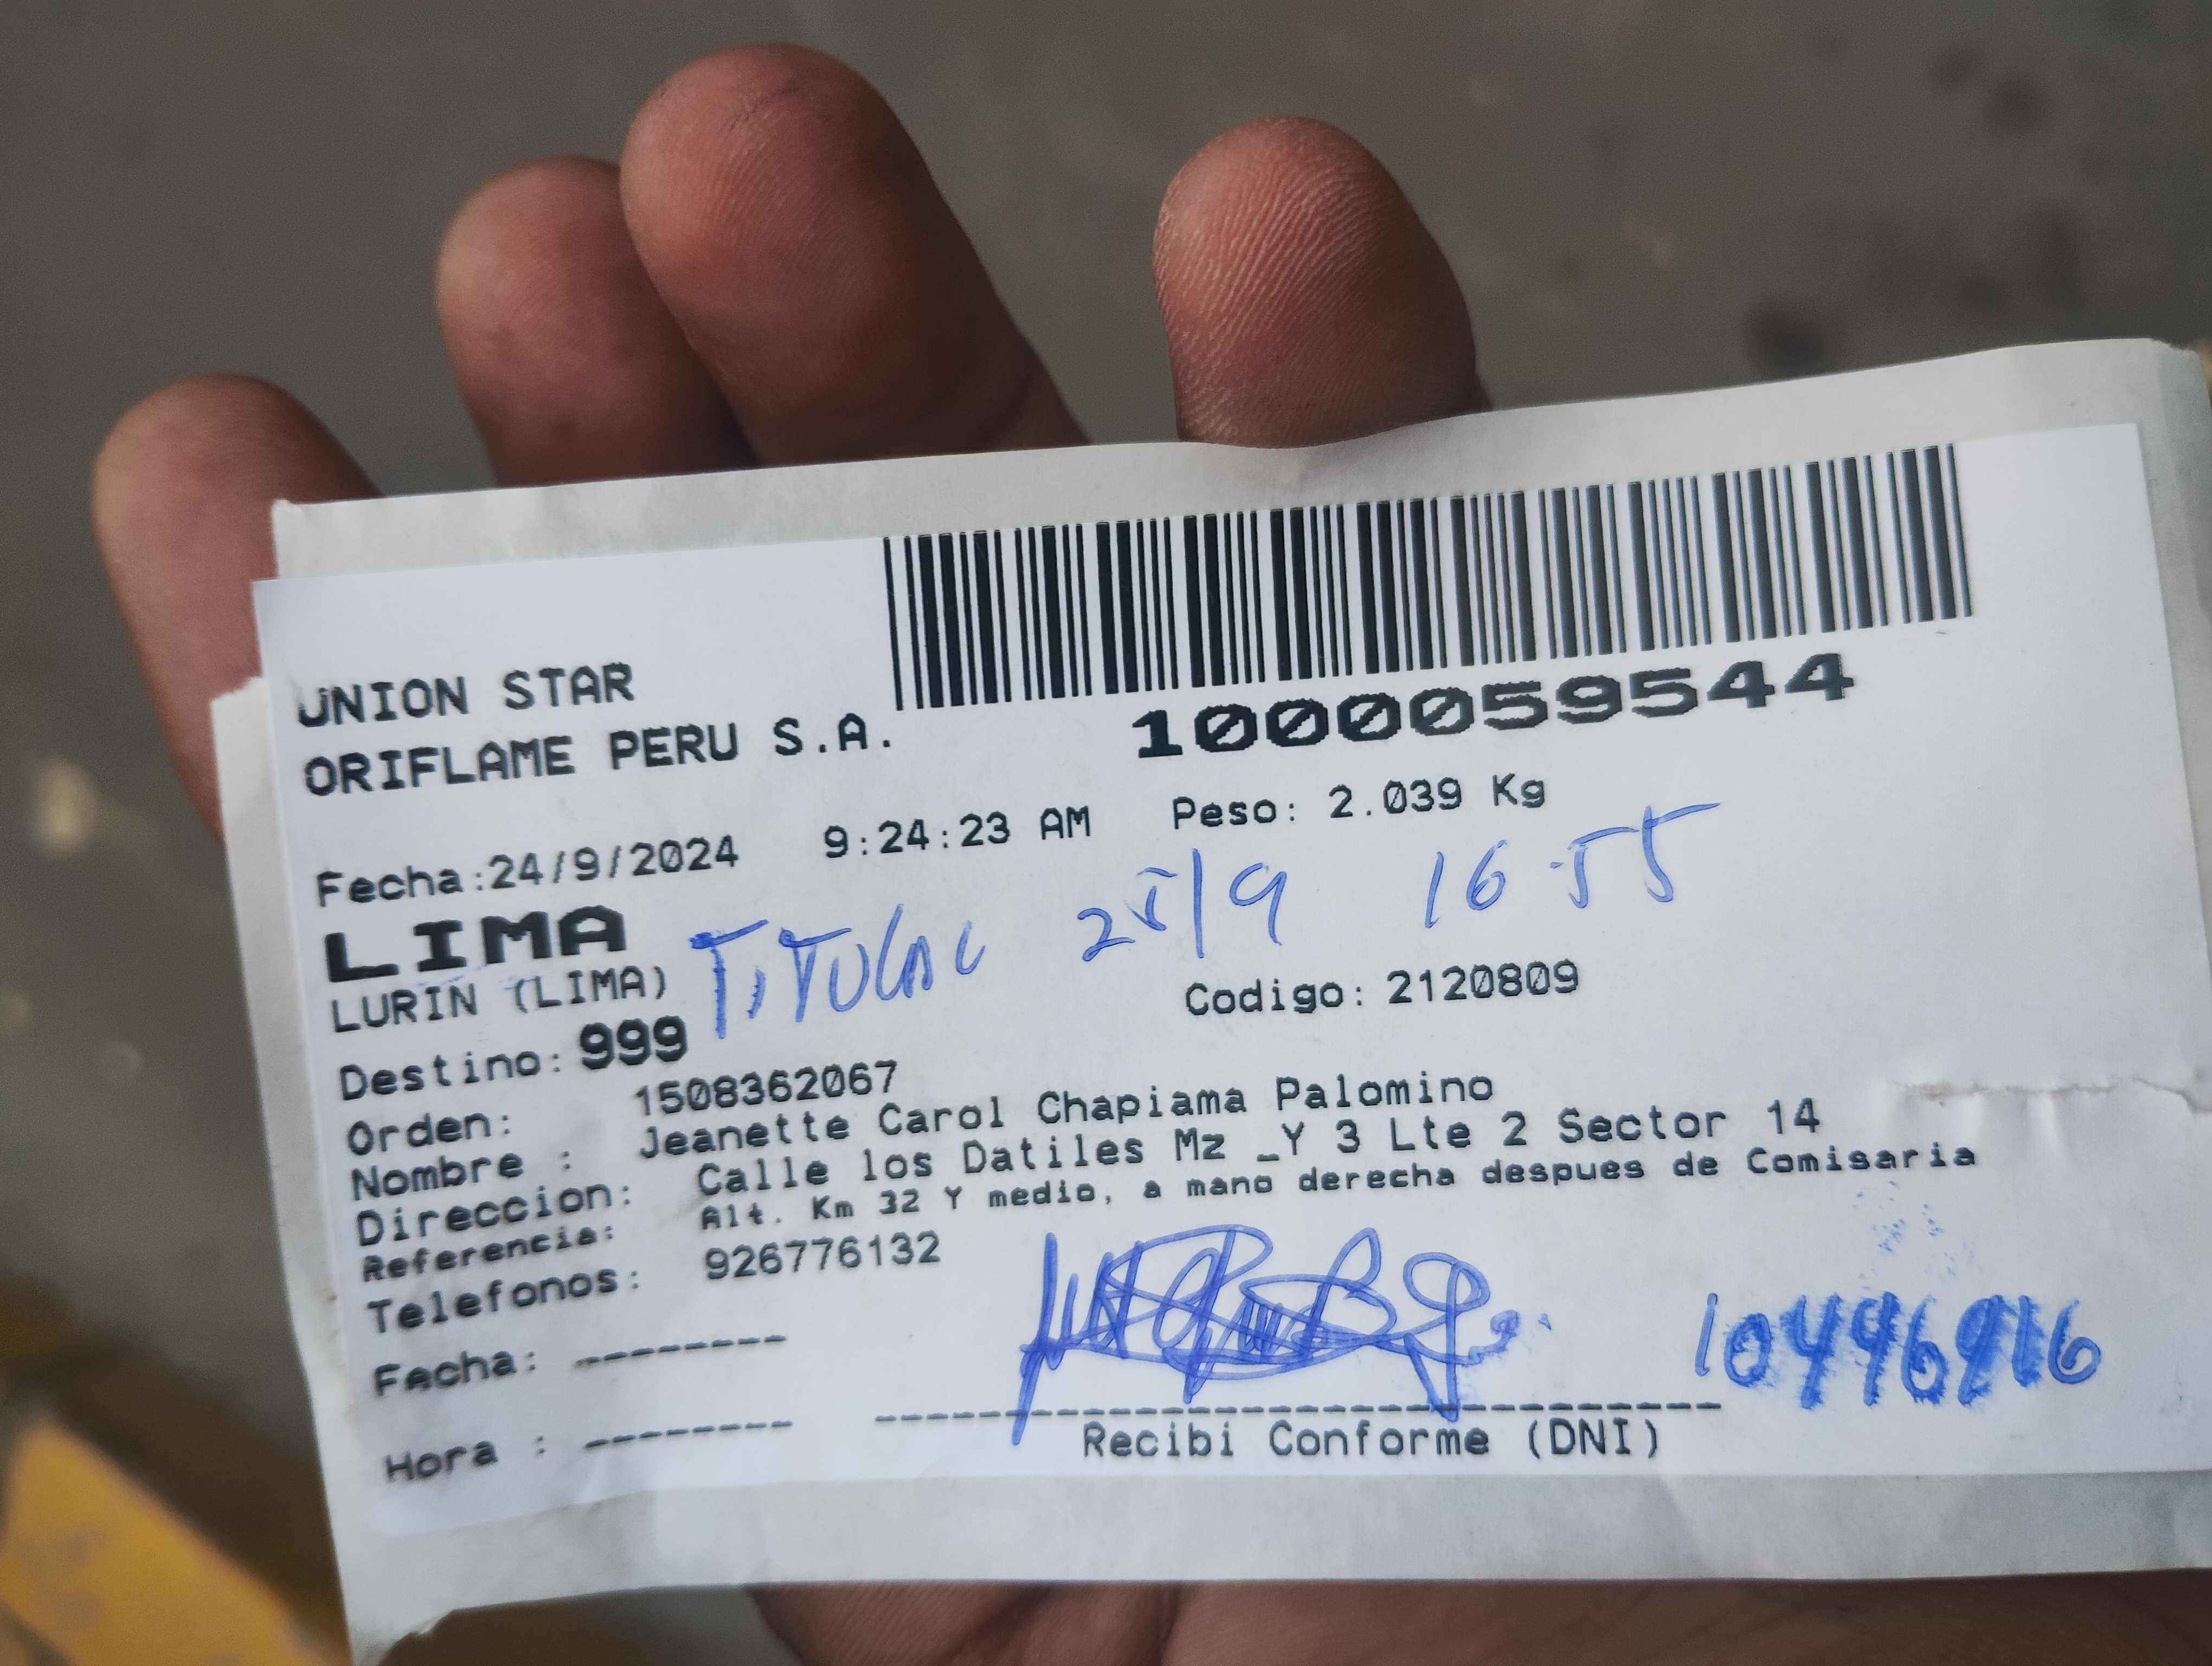 UNION STAR
ORIFLAME PERU S.A.
1000059544
Fecha:24/9/2024 9:24:23 AM Peso: 2.039 Kg
LIMA
TITULAR 25/9 16:55
LURIN (LIMA)
Codigo: 2120809
Destino: 999
Orden: 1508362067
Nombre : Jeanette Carol Chapiama Palomino
Direccion: Calle los Datiles Mz _Y 3 Lte 2 Sector 14
Referencia: Alt. Km 32 Y medio, a mano derecha despues de Comisaria
Telefonos: 926776132
Fecha: --------
Hora : --------
Recibi Conforme (DNI)